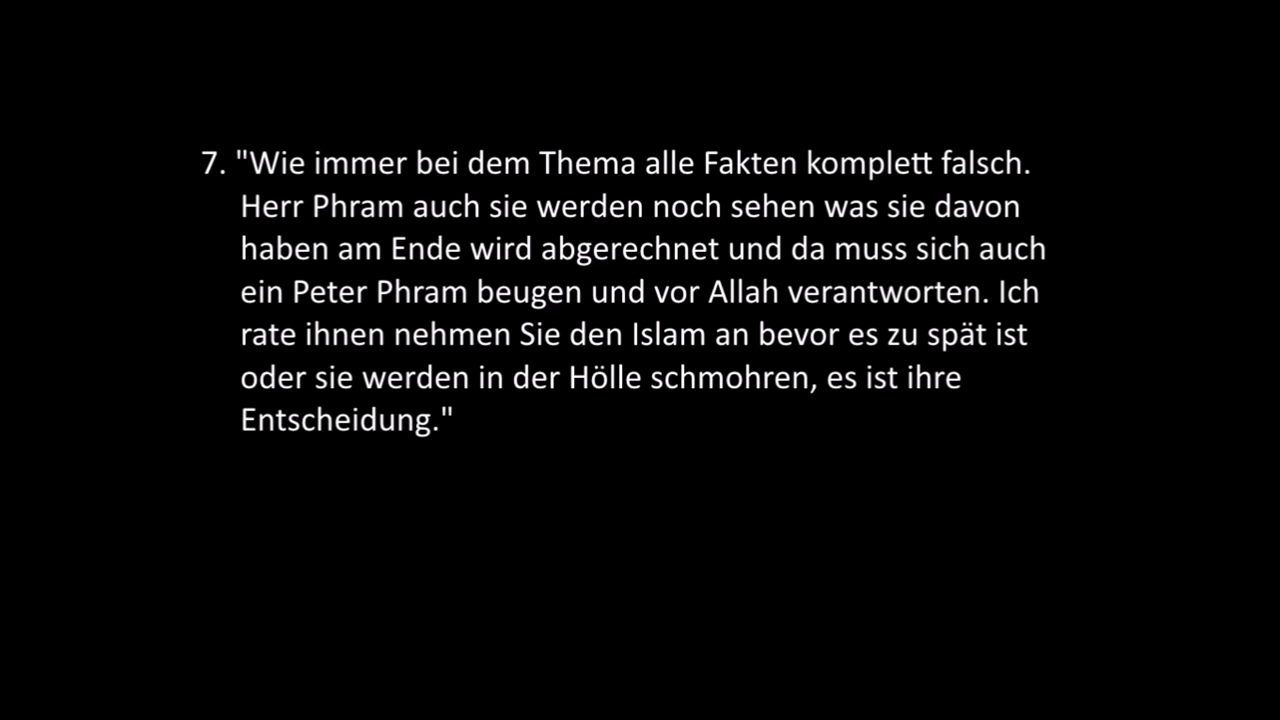 7. "Wie immer bei dem Thema alle Fakten komplett falsch.
Herr Phram auch sie werden noch sehen was sie davon
haben am Ende wird abgerechnet und da muss sich auch
ein Peter Phram beugen und vor Allah verantworten. Ich
rate ihnen nehmen Sie den Islam an bevor es zu spät ist
oder sie werden in der Hölle schmohren, es ist ihre
Entscheidung."